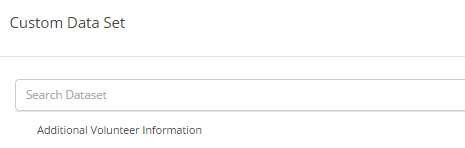 Custom Data Set
Search Dataset
Additional Volunteer Information